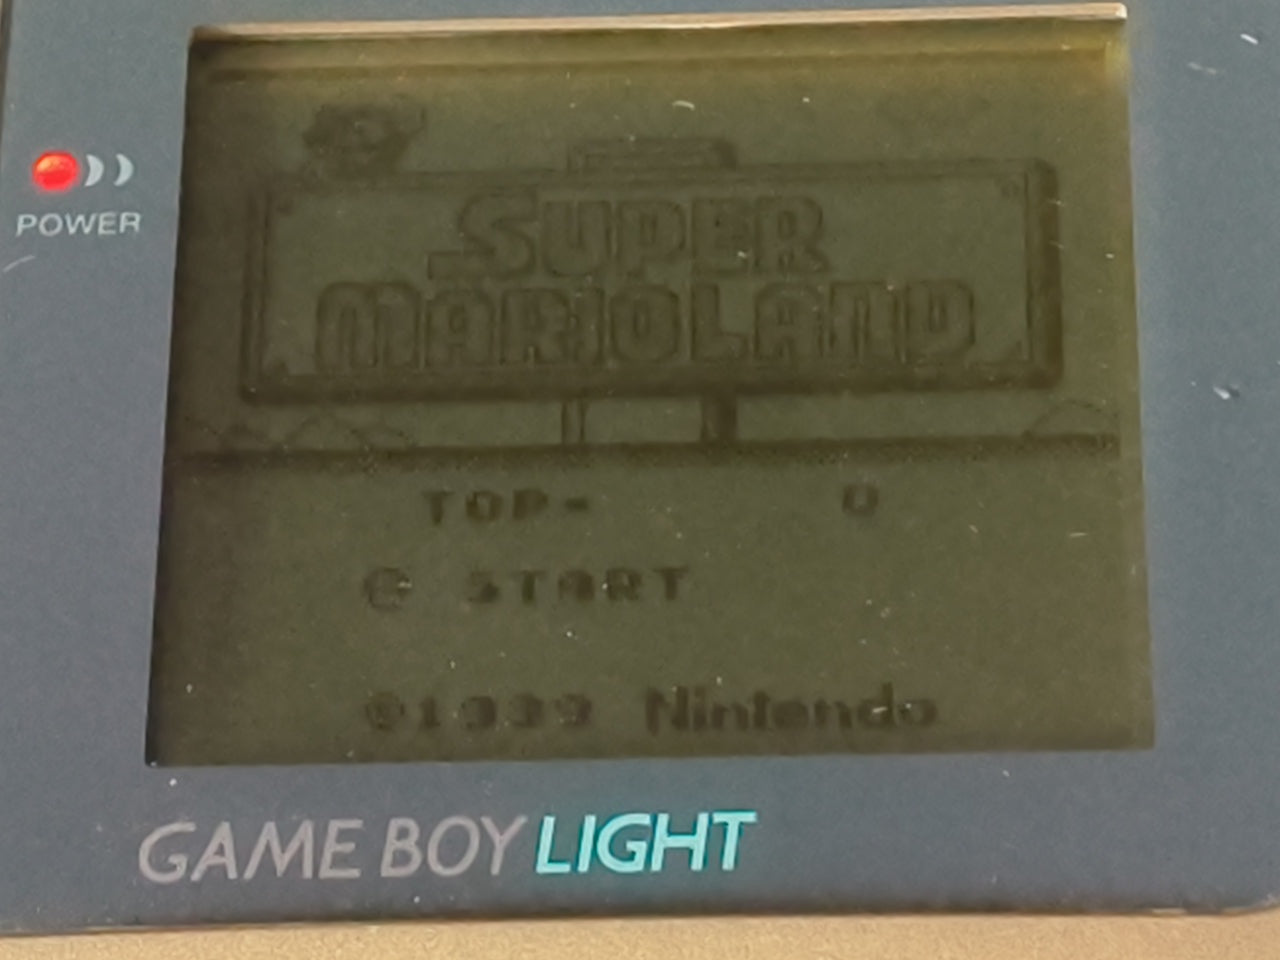 POWER
SUPER
MARIOLAND
TOP- 0
START
©1989 Nintendo
GAME BOY LIGHT